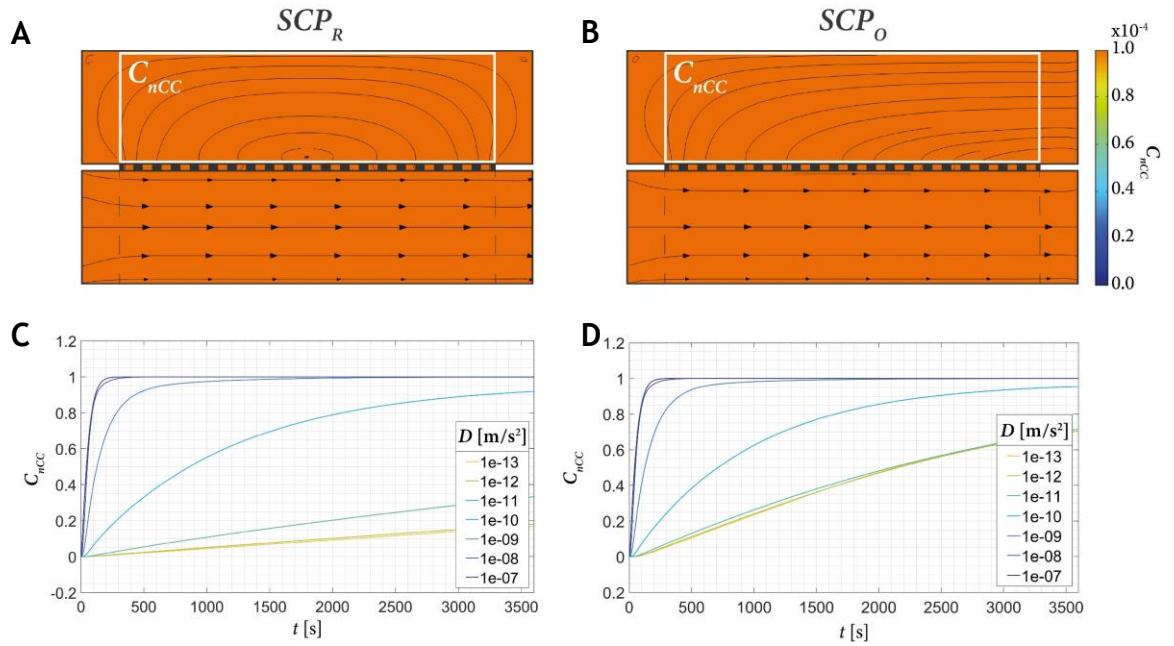 A
SCP_R
B
SCP_O
x10⁻⁴
C_nCC
C_nCC
1.0
0.8
0.6
0.4
0.2
0.0
C_nCC
C
1.2
1
0.8
0.6
0.4
0.2
0
-0.2
C_nCC
0 500 1000 1500 2000 2500 3000 3500
t [s]
D [m/s²]
1e-13
1e-12
1e-11
1e-10
1e-09
1e-08
1e-07
D
1.2
1
0.8
0.6
0.4
0.2
0
0.2
C_nCC
0 500 1000 1500 2000 2500 3000 3500
t [s]
D [m/s²]
1e-13
1e-12
1e-11
1e-10
1e-09
1e-08
1e-07